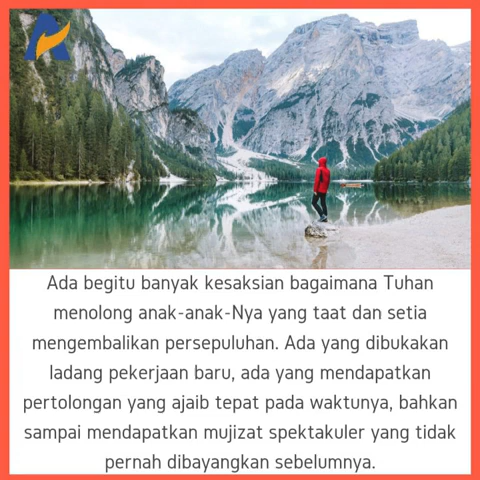 Ada begitu banyak kesaksian bagaimana Tuhan
menolong anak-anak-Nya yang taat dan setia
mengembalikan persepuluhan. Ada yang dibukakan
ladang pekerjaan baru, ada yang mendapatkan
pertolongan yang ajaib tepat pada waktunya, bahkan
sampai mendapatkan mujizat spektakuler yang tidak
pernah dibayangkan sebelumnya.